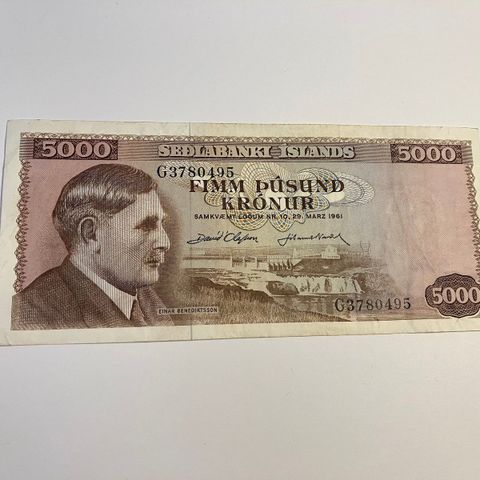 5000 SEÐLABANKI ÍSLANDS 5000
G3780495
FIMM ÞÚSUND
KRÓNUR
SAMKVÆMT LÖGUM NR. 10, 29. MARZ 1961
G3780495
EINAR BENEDIKTSSON
5000